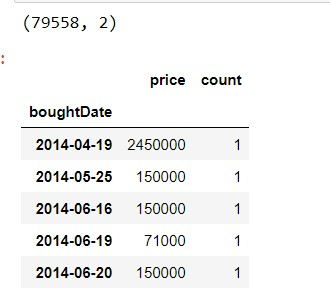 (79558, 2)
:
price count
boughtDate
2014-04-19 2450000 1
2014-05-25 150000 1
2014-06-16 150000 1
2014-06-19 71000 1
2014-06-20 150000 1